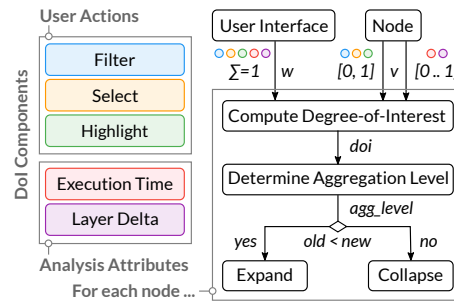 User Actions
Filter
Select
Highlight
Execution Time
Layer Delta
Analysis Attributes
DoI Components
For each node ...
User Interface
Node
∑=1 w
[0, 1] v [0 .. 1
Compute Degree-of-Interest
doi
Determine Aggregation Level
agg_level
yes old < new no
Expand
Collapse